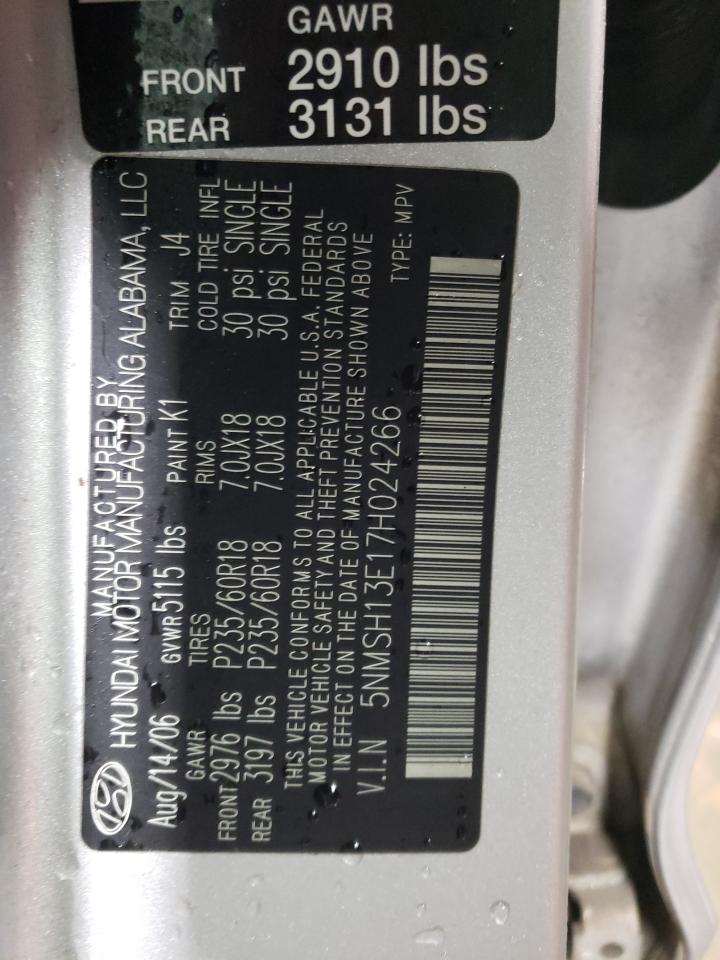 GAWR
FRONT 2910 lbs
REAR 3131 lbs
MANUFACTURED BY
HYUNDAI MOTOR MANUFACTURING ALABAMA, LLC
Aug/14/06 GVWR 5115 lbs PAINT K1 TRIM J4
GAWR TIRES RIMS COLD TIRE INFL
FRONT 2976 lbs P235/60R18 7.0JX18 30 psi SINGLE
REAR 3197 lbs P235/60R18 7.0JX18 30 psi SINGLE
THIS VEHICLE CONFORMS TO ALL APPLICABLE U.S.A. FEDERAL
MOTOR VEHICLE SAFETY AND THEFT PREVENTION STANDARDS
IN EFFECT ON THE DATE OF MANUFACTURE SHOWN ABOVE
V.I.N 5NMSH13E17H024266 TYPE: MPV